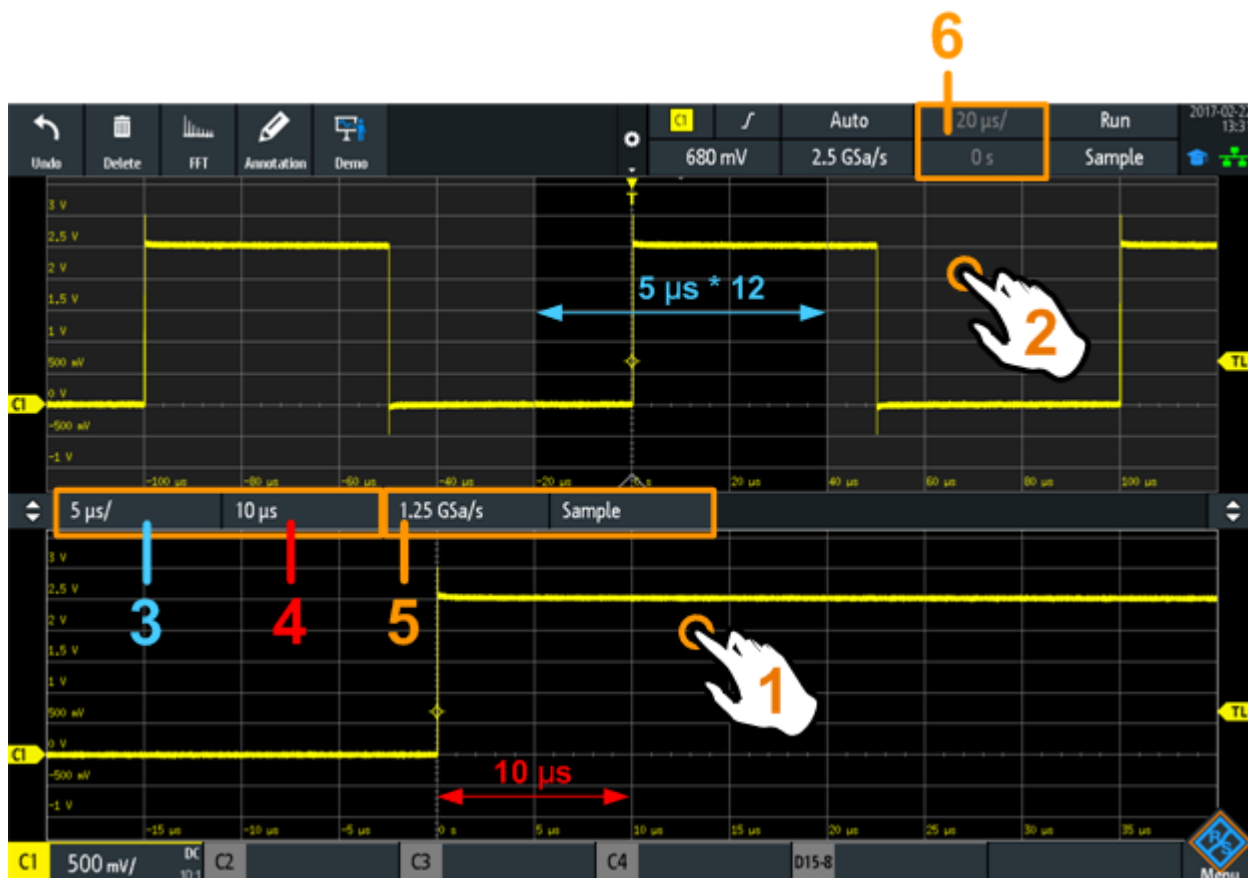 6
Undo Delete FFT Annotation Demo
C1 Auto 20 µs/ Run 2017-02-22
680 mV 2.5 GSa/s 0 s Sample 13:3
T
3 V
2.5 V
2 V
1.5 V
1 V
500 mV
0 V
-500 mV
-1 V
5 µs * 12
2
TL
C1
-100 µs -80 µs -60 µs -40 µs -20 µs 0 s 20 µs 40 µs 60 µs 80 µs 100 µs
5 µs/ 10 µs 1.25 GSa/s Sample
3 V
2.5 V
2 V
1.5 V
1 V
500 mV
0 V
-500 mV
-1 V
3 4 5
1
TL
C1
10 µs
-15 µs -10 µs -5 µs 0 s 5 µs 10 µs 15 µs 20 µs 25 µs 30 µs 35 µs
C1 500 mV/ DC 10:1 C2 C3 C4 D15-8 R&S Menu